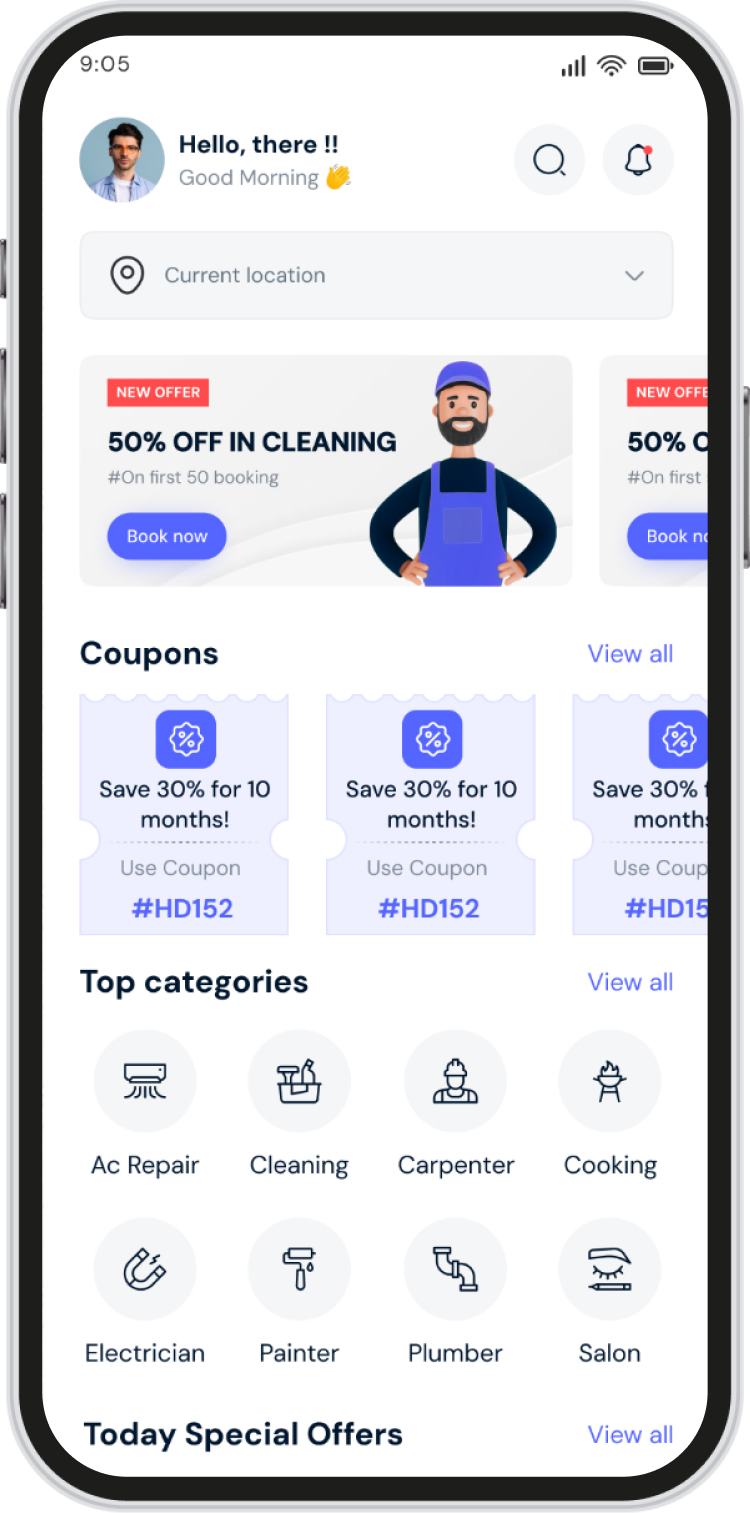 9:05
Hello, there !!
Good Morning 👏
Current location
NEW OFFER
50% OFF IN CLEANING
#On first 50 booking
Book now
NEW OFFE
50% O
#On first
Book no
Coupons
View all
Save 30% for 10
months!
Use Coupon
#HD152
Save 30% for 10
months!
Use Coupon
#HD152
Save 30% f
months
Use Coup
#HD15
Top categories
View all
Ac Repair
Cleaning
Carpenter
Cooking
Electrician
Painter
Plumber
Salon
Today Special Offers
View all